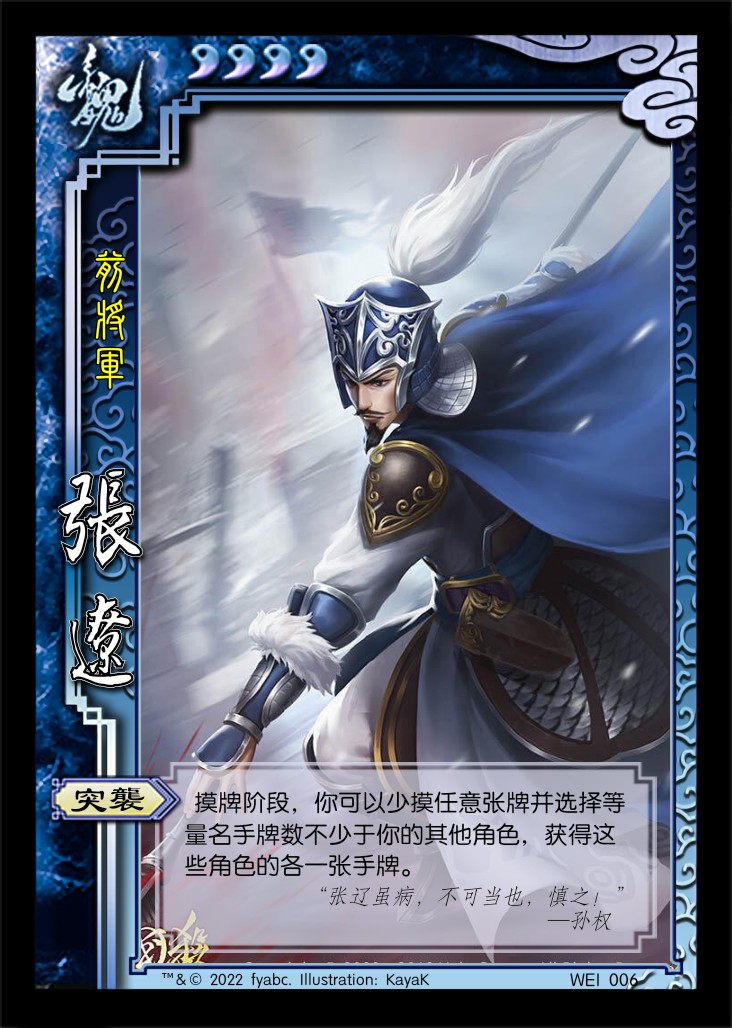 魏
前將軍
張遼
突襲
摸牌阶段，你可以少摸任意张牌并选择等
量名手牌数不少于你的其他角色，获得这
些角色的各一张手牌。
“张辽虽病，不可当也，慎之！”
—孙权
™&© 2022 fyabc. Illustration: KayaK
WEI 006